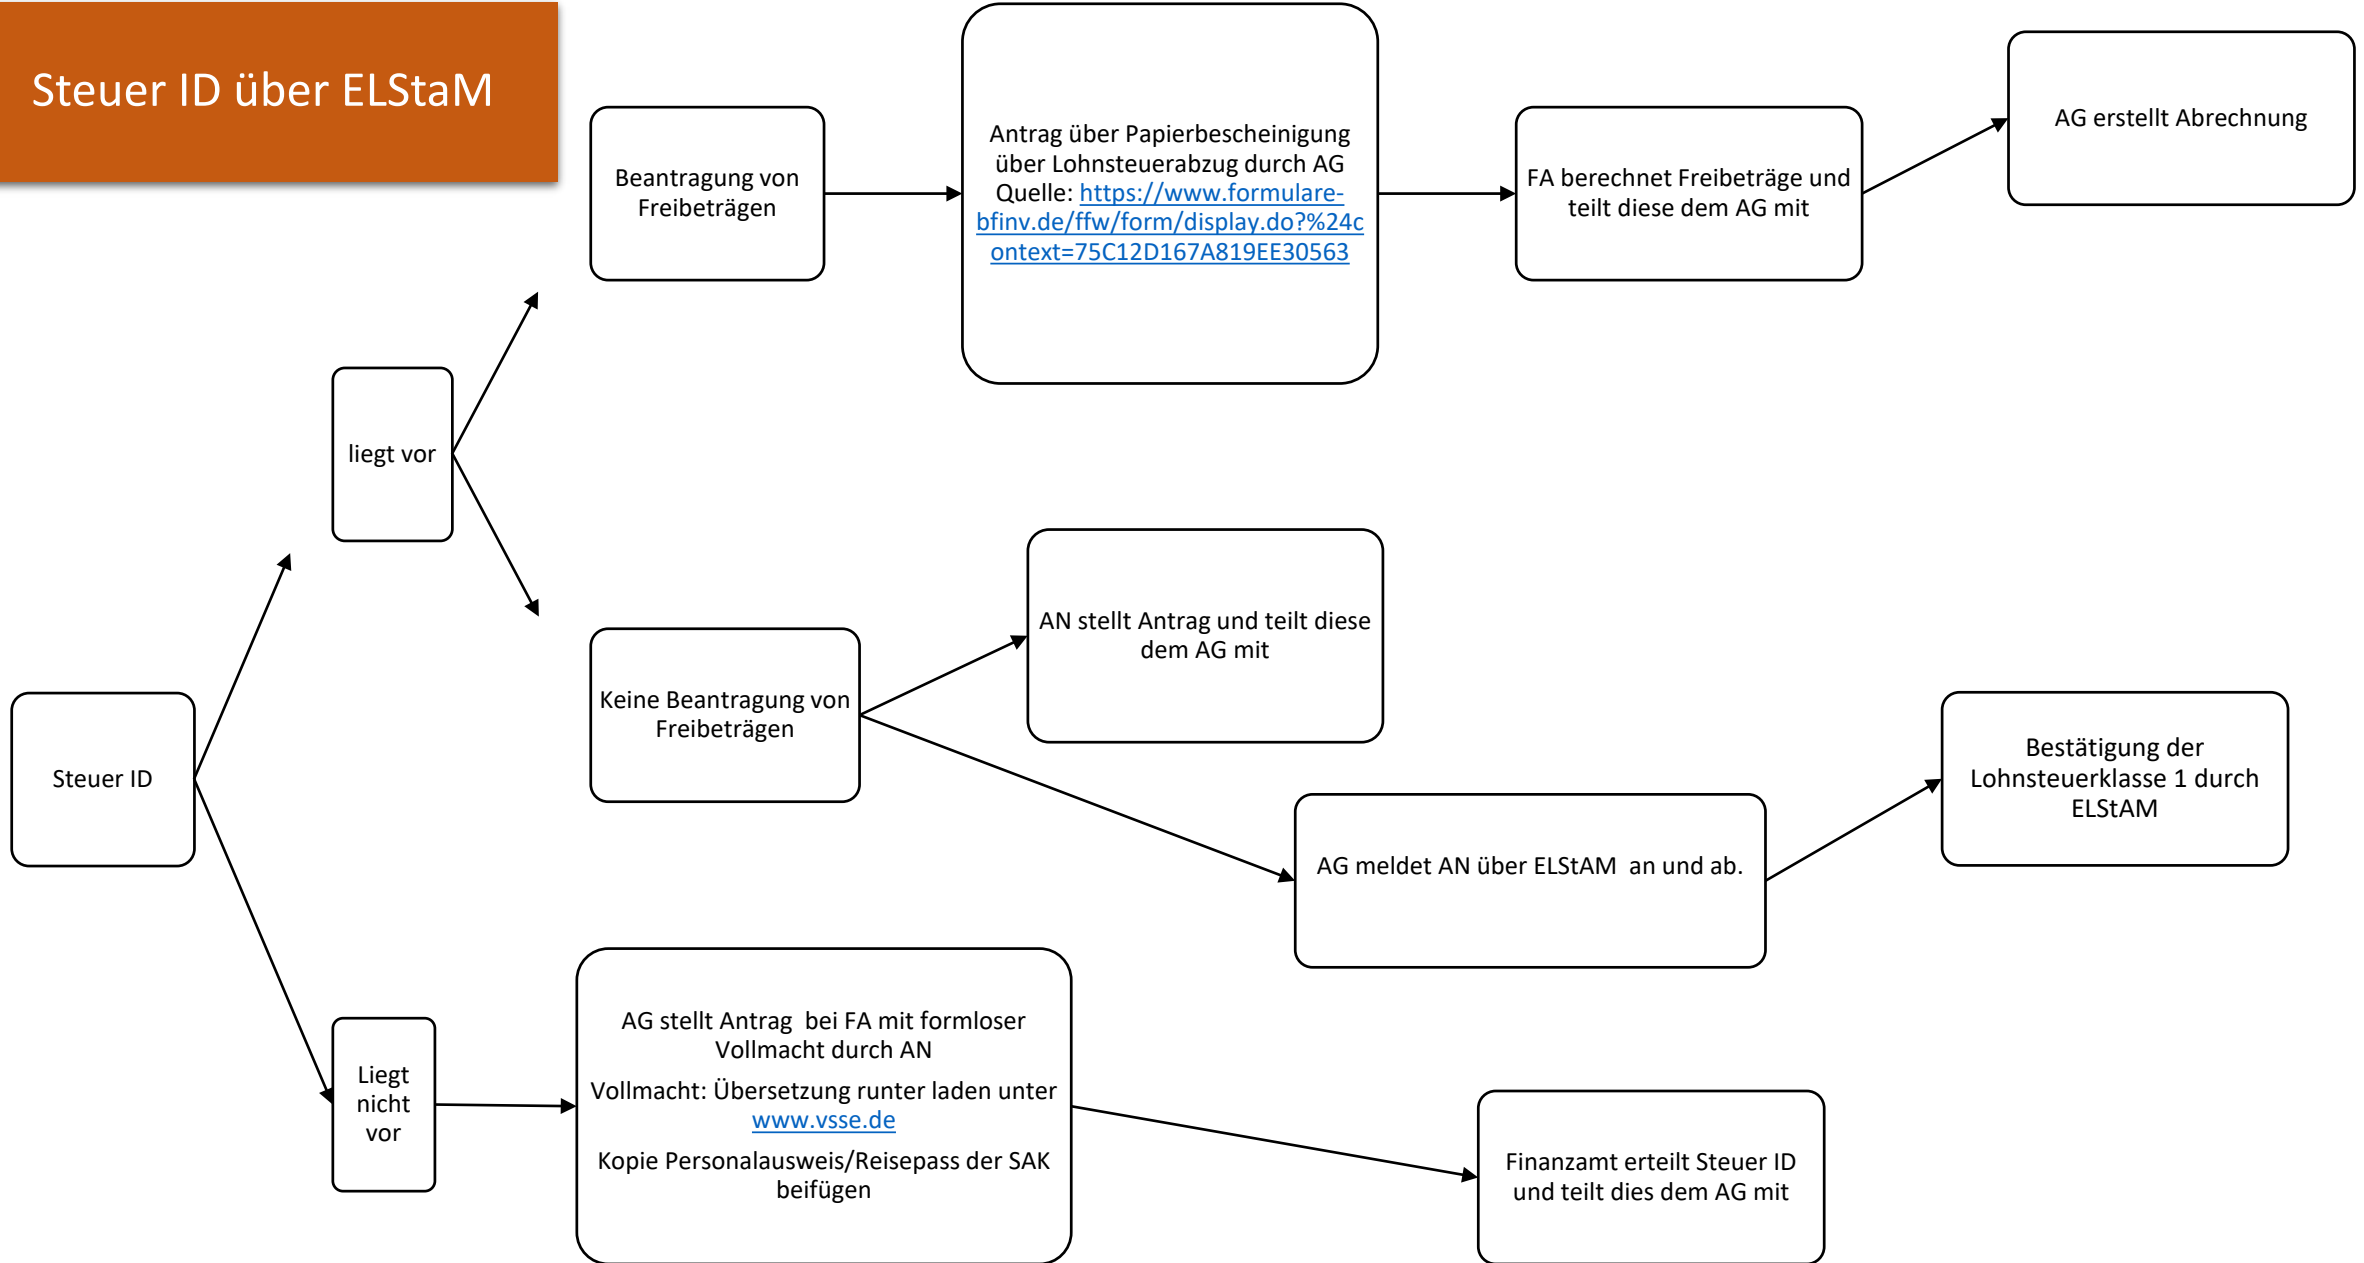 Steuer ID über ELStaM
Beantragung von
Freibeträgen
Antrag über Papierbescheinigung
über Lohnsteuerabzug durch AG
Quelle: https://www.formulare-
bfinv.de/ffw/form/display.do?%24c
ontext=75C12D167A819EE30563
FA berechnet Freibeträge und
teilt diese dem AG mit
AG erstellt Abrechnung
liegt vor
AN stellt Antrag und teilt diese
dem AG mit
Keine Beantragung von
Freibeträgen
Steuer ID
AG meldet AN über ELStAM  an und ab.
Bestätigung der
Lohnsteuerklasse 1 durch
ELStAM
Liegt
nicht
vor
AG stellt Antrag  bei FA mit formloser
Vollmacht durch AN
Vollmacht: Übersetzung runter laden unter
www.vsse.de
Kopie Personalausweis/Reisepass der SAK
beifügen
Finanzamt erteilt Steuer ID
und teilt dies dem AG mit